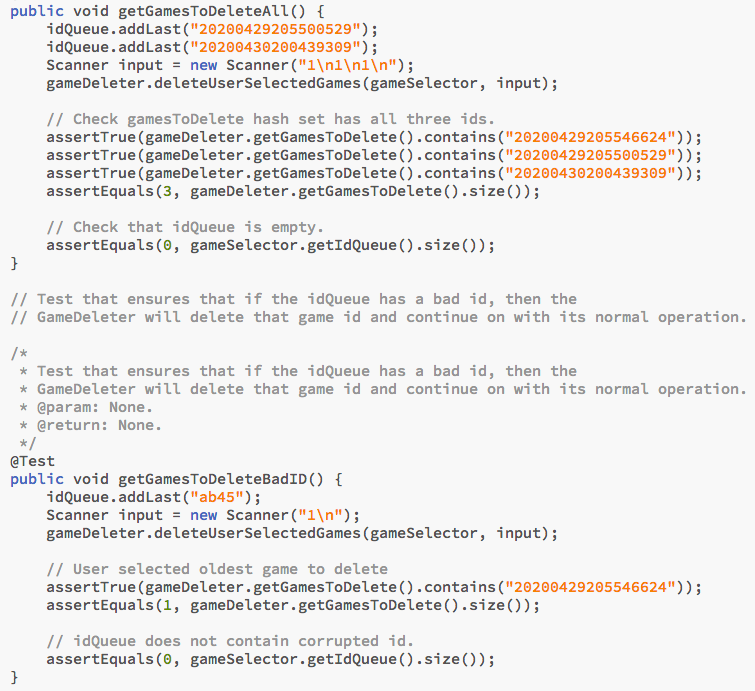 public void getGamesToDeleteAll() {
    idQueue.addLast("20200429205500529");
    idQueue.addLast("20200430200439309");
    Scanner input = new Scanner("1\n1\n1\n");
    gameDeleter.deleteUserSelectedGames(gameSelector, input);

    // Check gamesToDelete hash set has all three ids.
    assertTrue(gameDeleter.getGamesToDelete().contains("20200429205546624"));
    assertTrue(gameDeleter.getGamesToDelete().contains("20200429205500529"));
    assertTrue(gameDeleter.getGamesToDelete().contains("20200430200439309"));
    assertEquals(3, gameDeleter.getGamesToDelete().size());

    // Check that idQueue is empty.
    assertEquals(0, gameSelector.getIdQueue().size());
}

// Test that ensures that if the idQueue has a bad id, then the
// GameDeleter will delete that game id and continue on with its normal operation.

/*
 * Test that ensures that if the idQueue has a bad id, then the
 * GameDeleter will delete that game id and continue on with its normal operation.
 * @param: None.
 * @return: None.
 */
@Test
public void getGamesToDeleteBadID() {
    idQueue.addLast("ab45");
    Scanner input = new Scanner("1\n");
    gameDeleter.deleteUserSelectedGames(gameSelector, input);

    // User selected oldest game to delete
    assertTrue(gameDeleter.getGamesToDelete().contains("20200429205546624"));
    assertEquals(1, gameDeleter.getGamesToDelete().size());

    // idQueue does not contain corrupted id.
    assertEquals(0, gameSelector.getIdQueue().size());
}